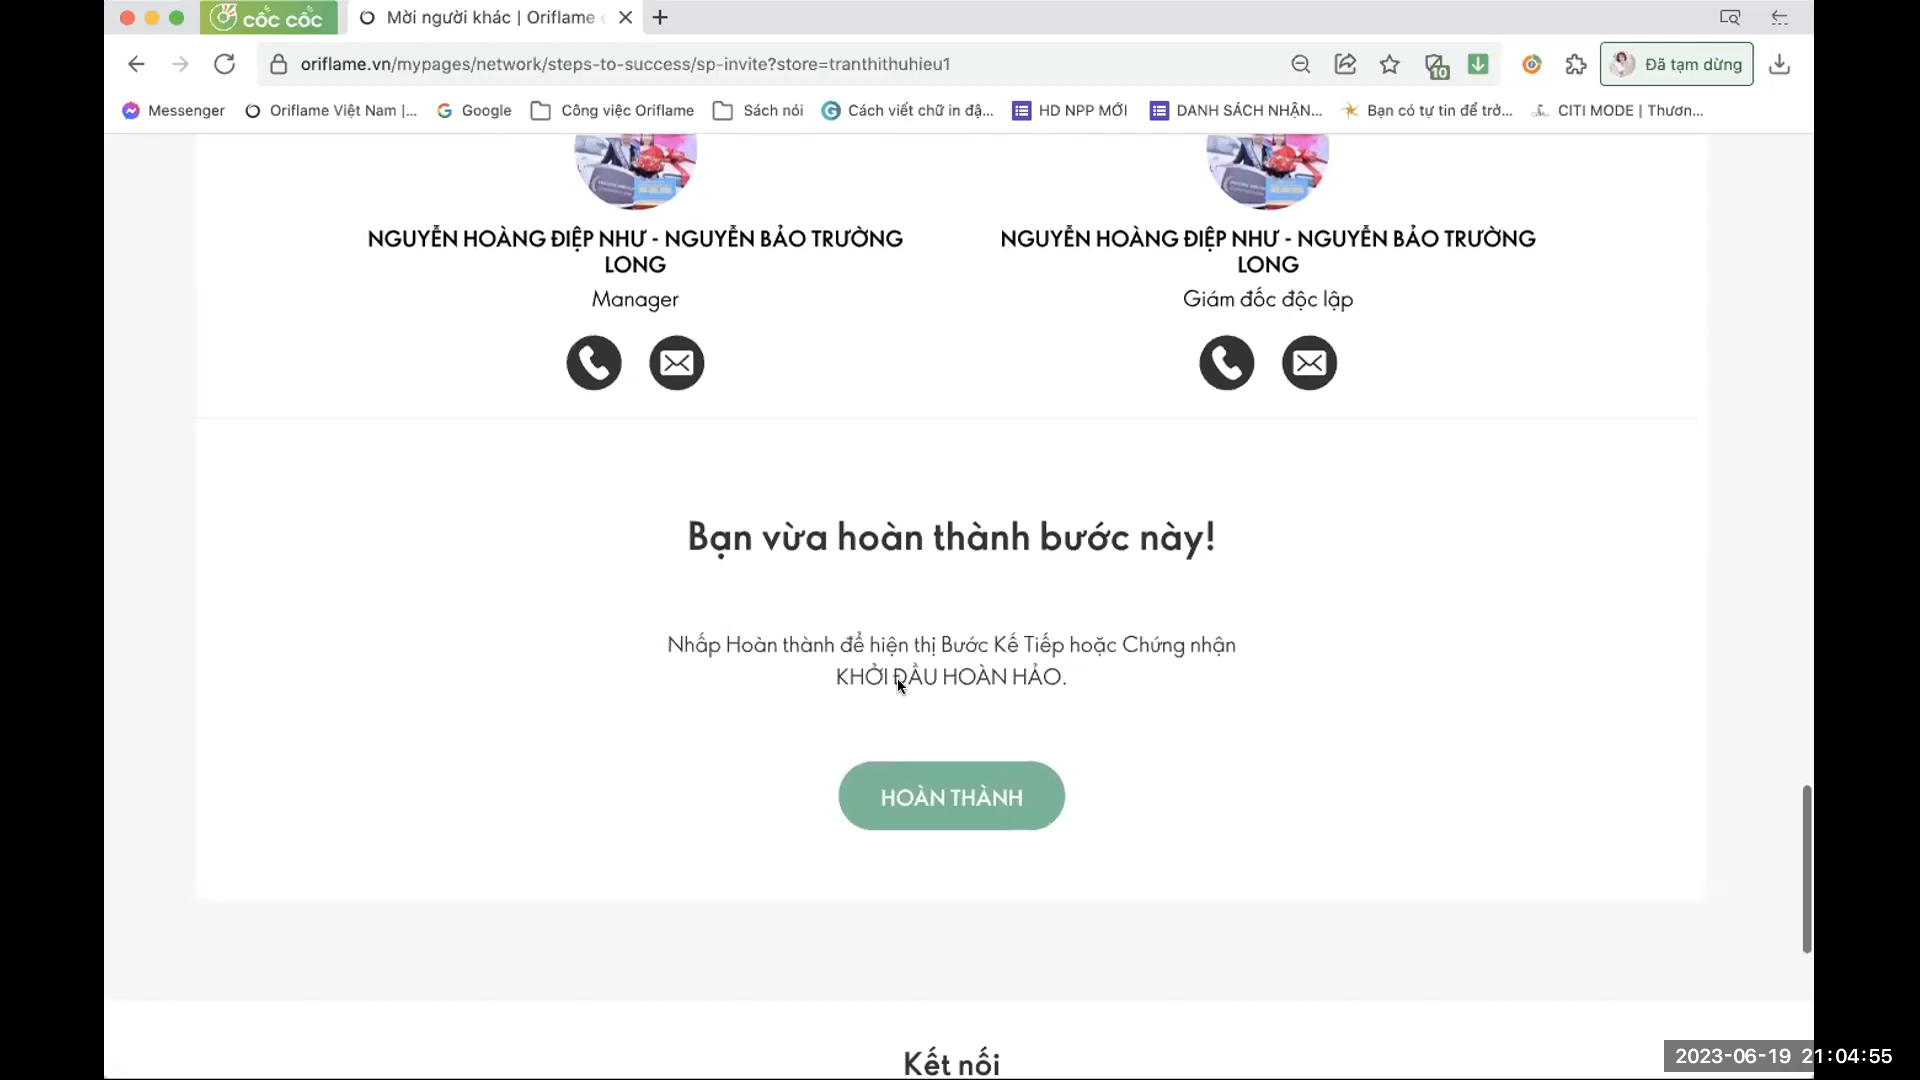 cốc cốc
Mời người khác | Oriflame
oriflame.vn/mypages/network/steps-to-success/sp-invite?store=tranthithuhieu1
10
Đã tạm dừng
Messenger
Oriflame Việt Nam |...
Google
Công việc Oriflame
Sách nói
Cách viết chữ in đậ...
HD NPP MỚI
DANH SÁCH NHẬN...
Bạn có tự tin để trở...
CITI MODE | Thươn...
NGUYỄN HOÀNG ĐIỆP NHƯ - NGUYỄN BẢO TRƯỜNG
LONG
Manager
NGUYỄN HOÀNG ĐIỆP NHƯ - NGUYỄN BẢO TRƯỜNG
LONG
Giám đốc độc lập
Bạn vừa hoàn thành bước này!
Nhấp Hoàn thành để hiện thị Bước Kế Tiếp hoặc Chứng nhận
KHỞI ĐẦU HOÀN HẢO.
HOÀN THÀNH
Kết nối
2023-06-19 21:04:55